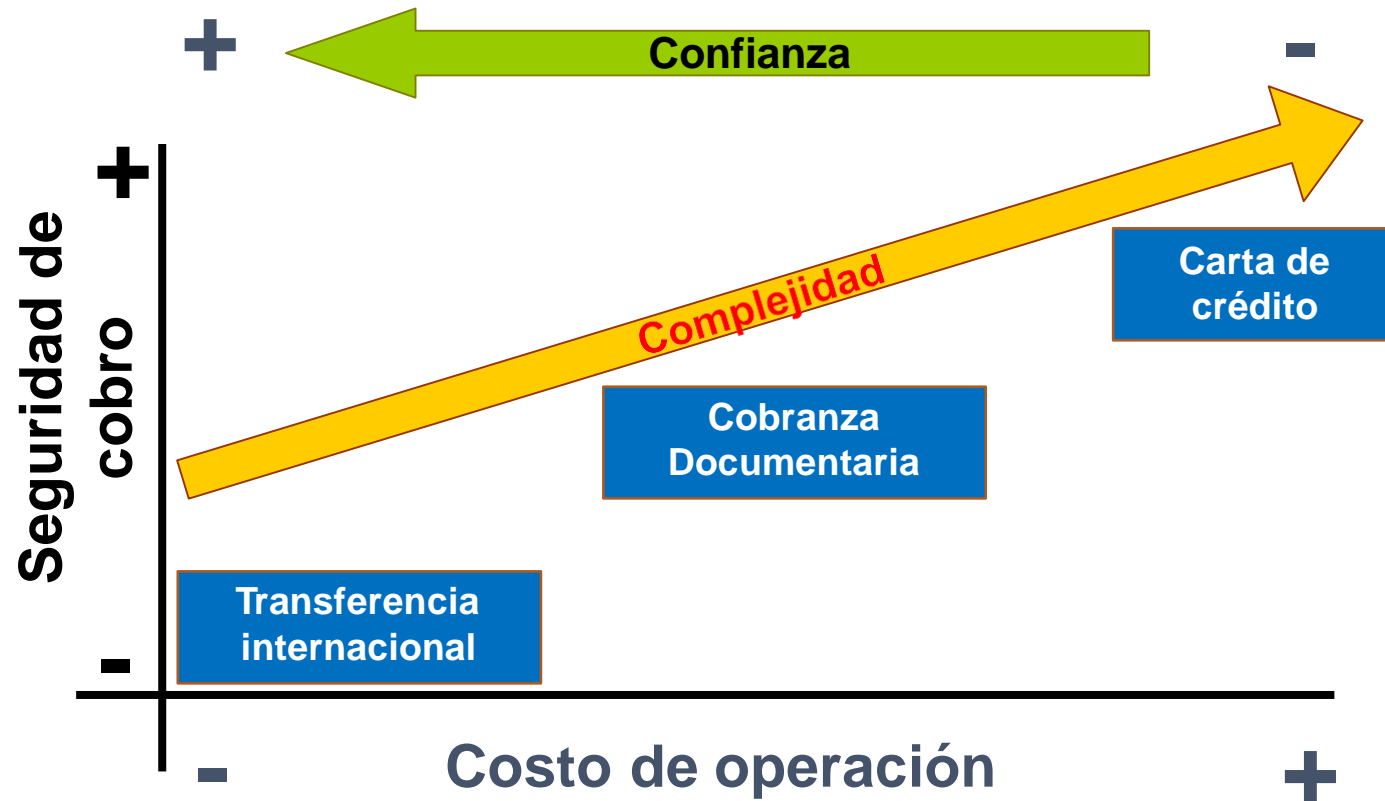 +
Confianza
-
+
Seguridad de
cobro
-
Complejidad
Carta de
crédito
Cobranza
Documentaria
Transferencia
internacional
-
Costo de operación
+